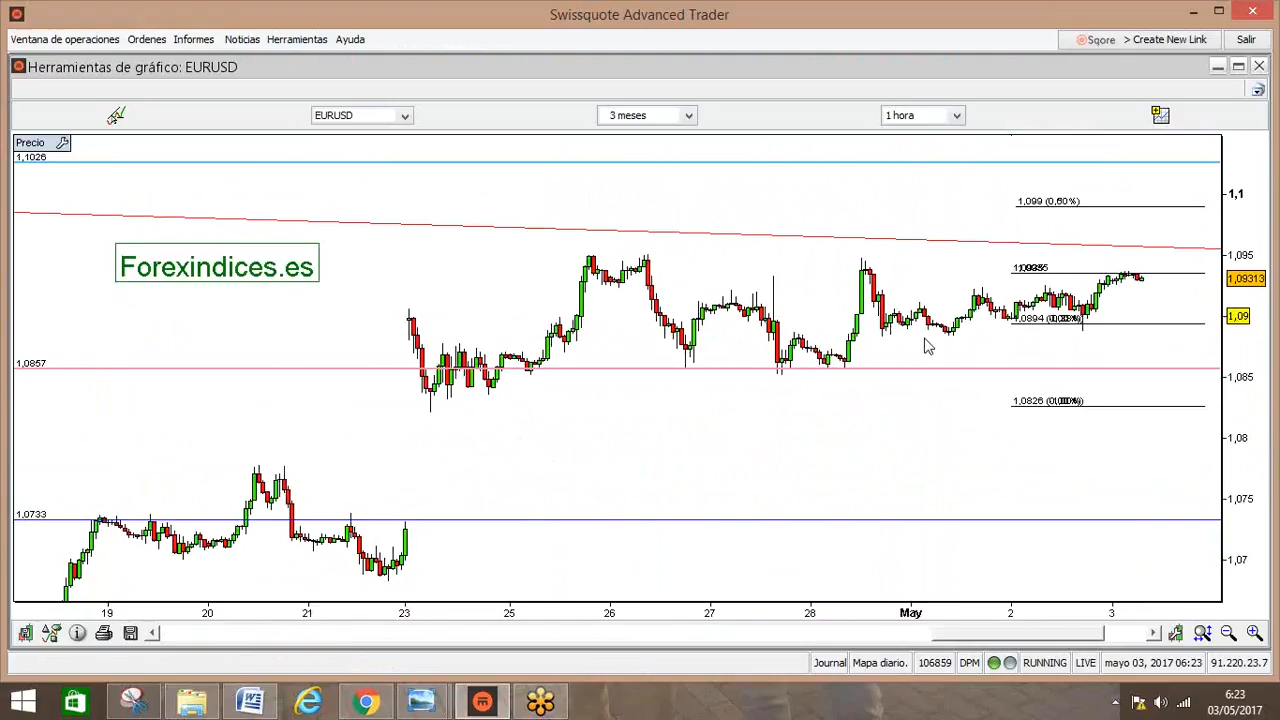 Swissquote Advanced Trader
Ventana de operaciones Ordenes Informes Noticias Herramientas Ayuda Sqore > Create New Link Salir
Herramientas de gráfico: EURUSD
EURUSD 3 meses 1 hora
Precio
1,1026
1,1
1,099 (0,60%)
Forexindices.es
1,095
1,09313
1,0894
1,09
1,0857
1,085
1,0826
1,08
1,075
1,0733
1,07
19 20 21 23 25 26 27 28 May 2 3
Journal Mapa diario. 106859 DPM RUNNING LIVE mayo 03, 2017 06:23 91.220.23.7
6:23
03/05/2017